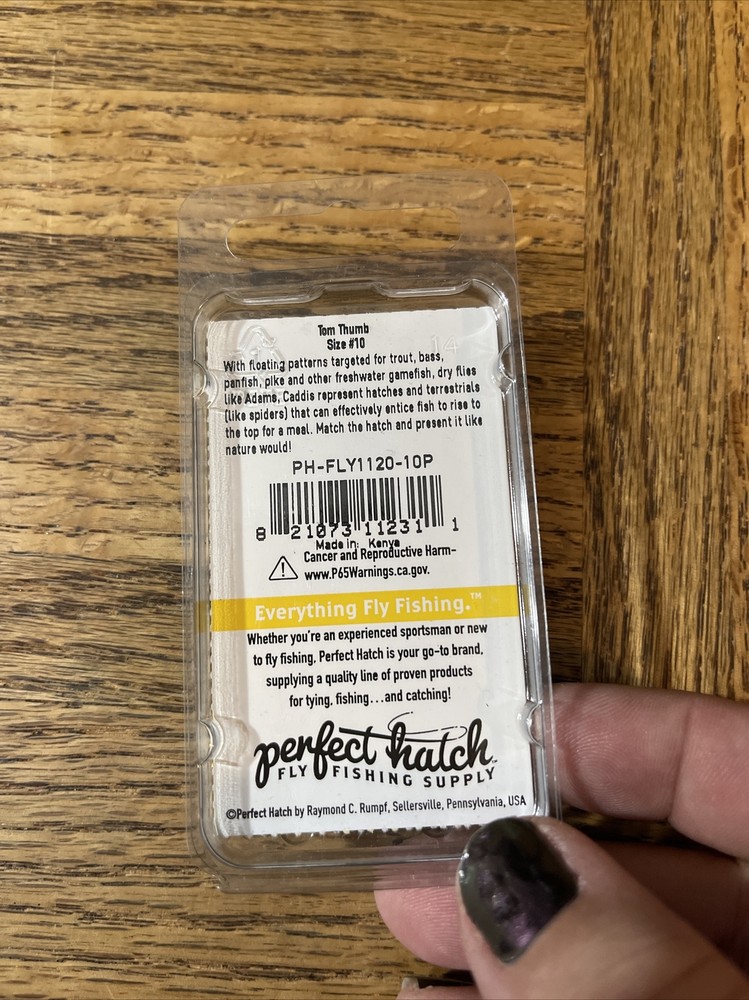 Tom Thumb
Size #10
14
With floating patterns targeted for trout, bass,
panfish, pike and other freshwater gamefish, dry flies
like Adams, Caddis represent hatches and terrestrials
(like spiders) that can effectively entice fish to rise to
the top for a meal. Match the hatch and present it like
nature would!
PH-FLY1120-10P
8 21073 11231 1
Made in: Kenya
Cancer and Reproductive Harm-
www.P65Warnings.ca.gov.
Everything Fly Fishing.™
Whether you're an experienced sportsman or new
to fly fishing, Perfect Hatch is your go-to brand,
supplying a quality line of proven products
for tying, fishing...and catching!
perfect hatch™
FLY FISHING SUPPLY
©Perfect Hatch by Raymond C. Rumpf, Sellersville, Pennsylvania, USA